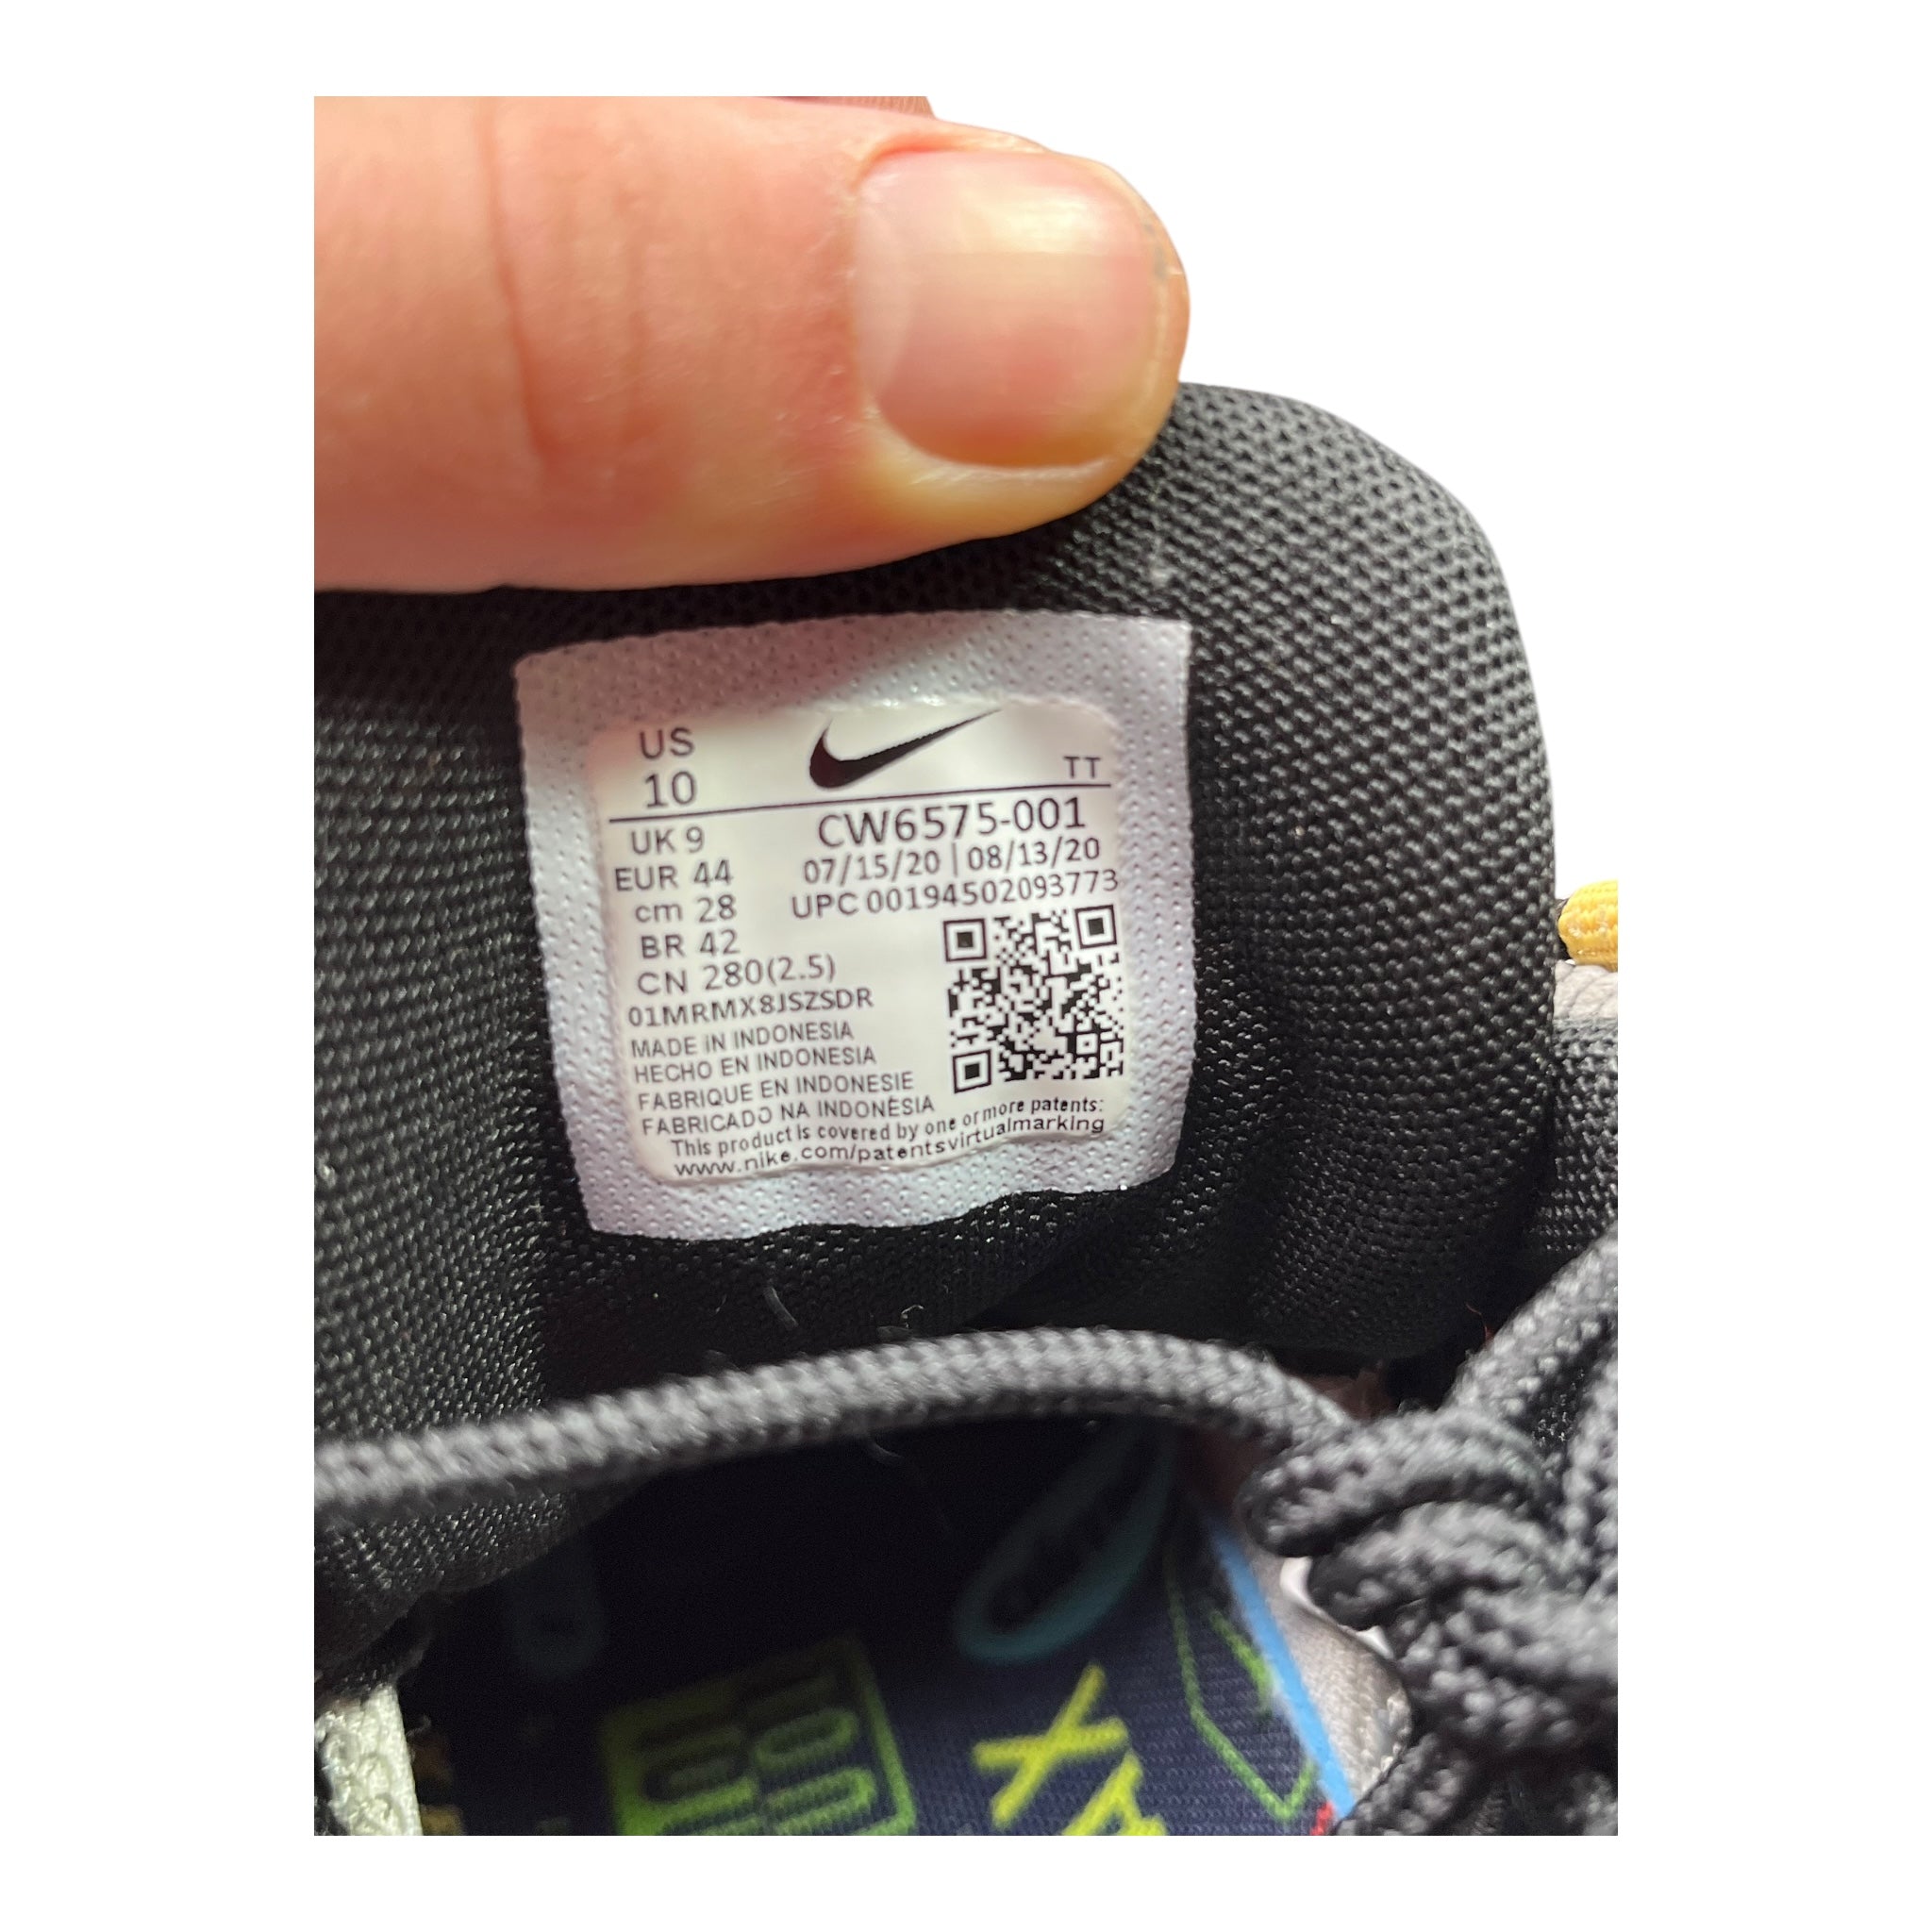 US
10
TT
UK 9
CW6575-001
EUR 44
07/15/20 | 08/13/20
cm 28
UPC 00194502093773
BR 42
CN 280(2.5)
01MRMX8JSZSDR
MADE IN INDONESIA
HECHO EN INDONESIA
FABRIQUE EN INDONESIE
FABRICADO NA INDONÉSIA
This product is covered by one or more patents:
www.nike.com/patentsvirtualmarking